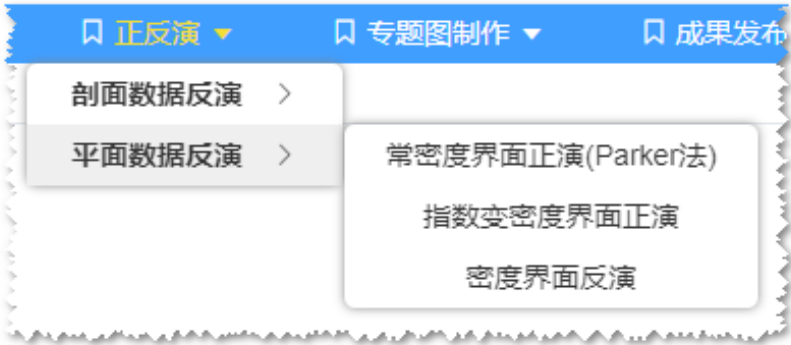 正反演 专题图制作 成果发布
剖面数据反演
平面数据反演
常密度界面正演(Parker法)
指数变密度界面正演
密度界面反演